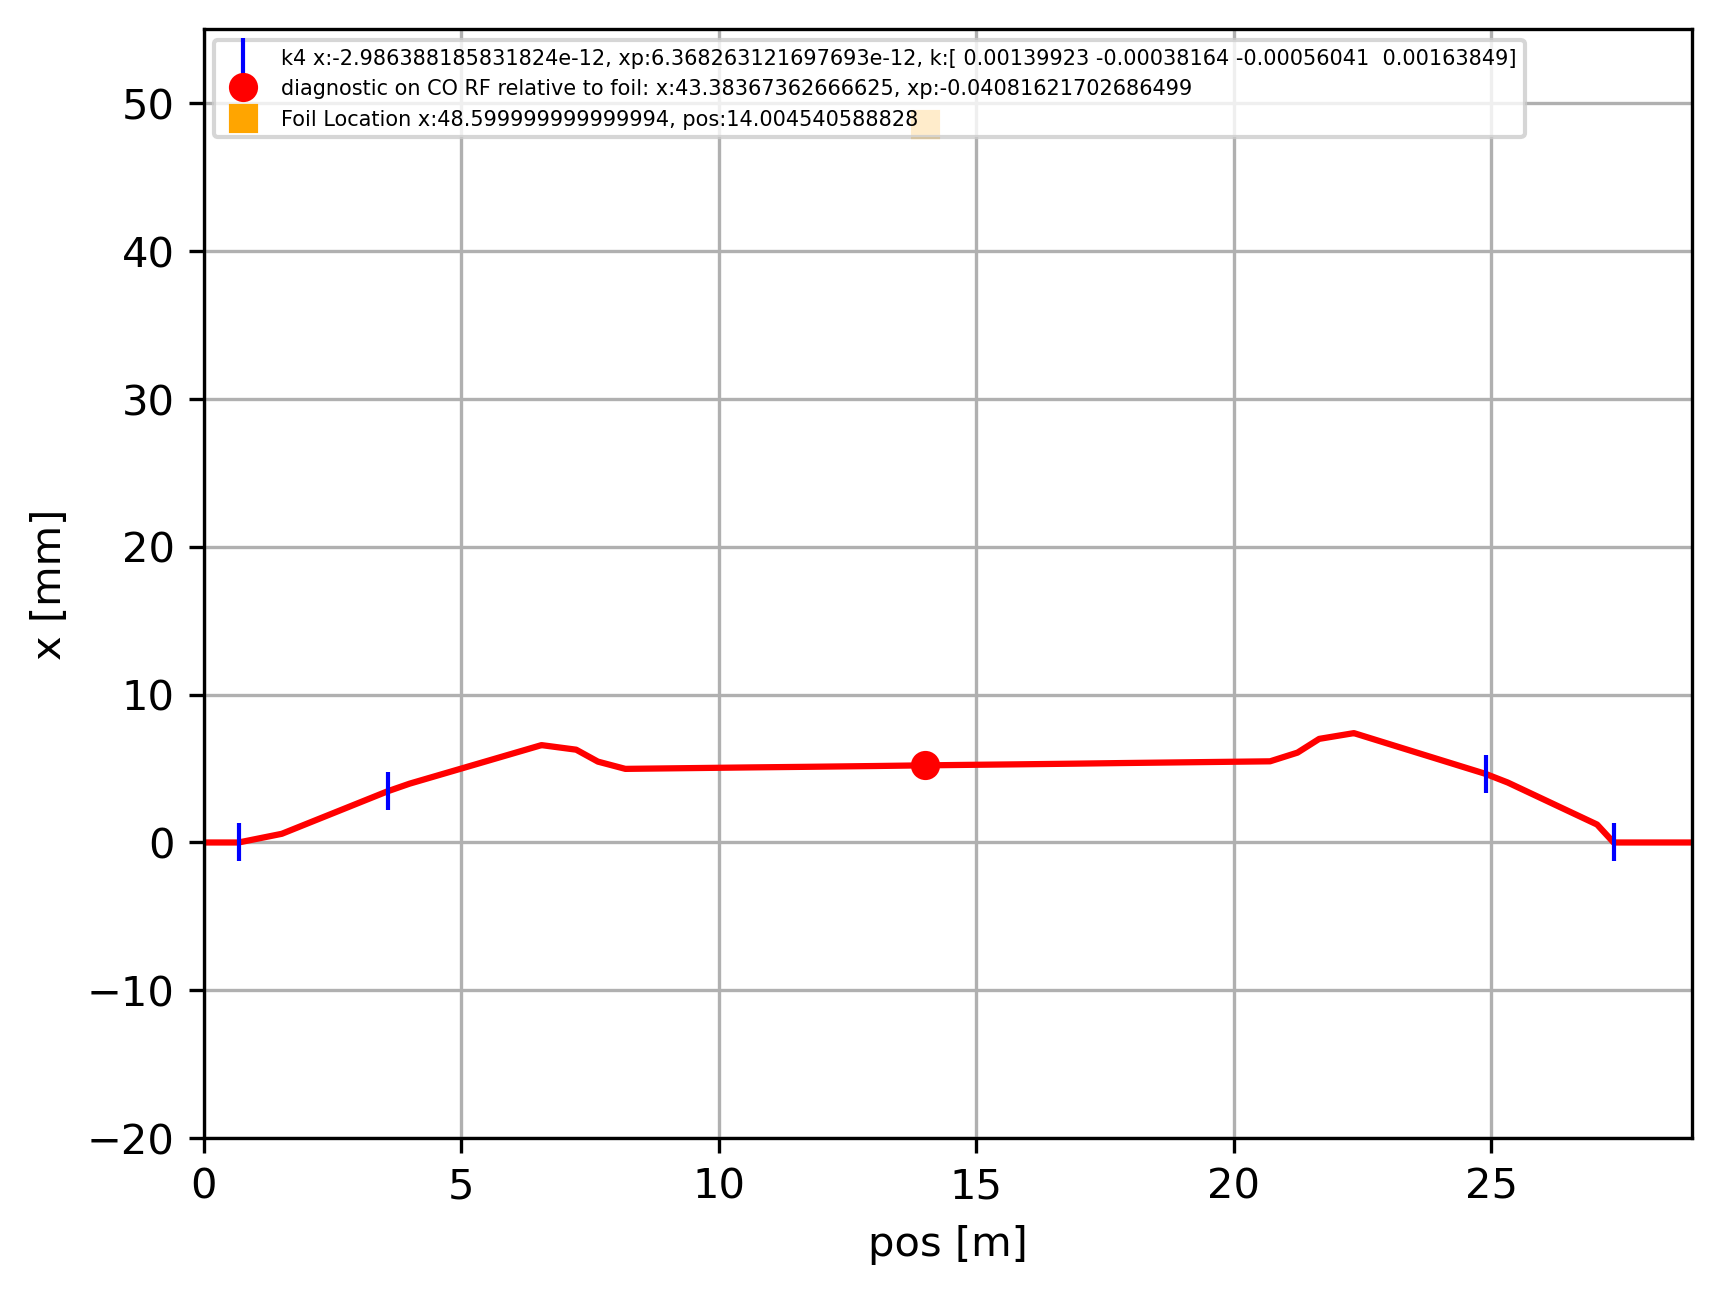 k4 x:-2.986388185831824e-12, xp:6.368263121697693e-12, k:[ 0.00139923 -0.00038164 -0.00056041  0.00163849]
diagnostic on CO RF relative to foil: x:43.38367362666625, xp:-0.04081621702686499
Foil Location x:48.599999999999994, pos:14.004540588828
50
40
30
20
10
0
−10
−20
x [mm]
0 5 10 15 20 25
pos [m]